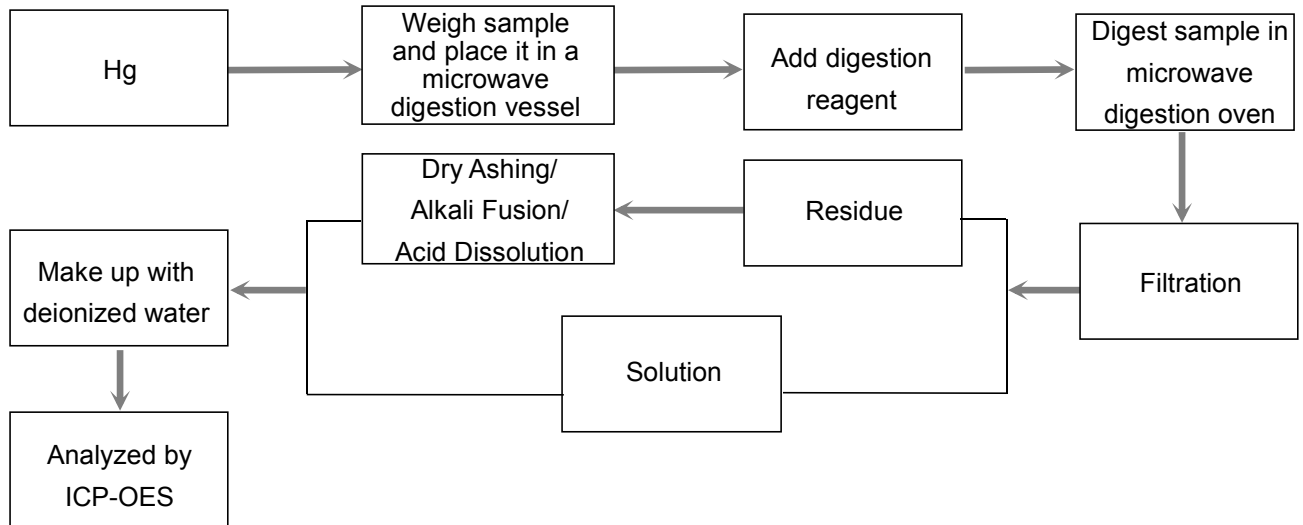 Hg
Weigh sample
and place it in a
microwave
digestion vessel
Add digestion
reagent
Digest sample in
microwave
digestion oven
Filtration
Residue
Dry Ashing/
Alkali Fusion/
Acid Dissolution
Solution
Make up with
deionized water
Analyzed by
ICP-OES